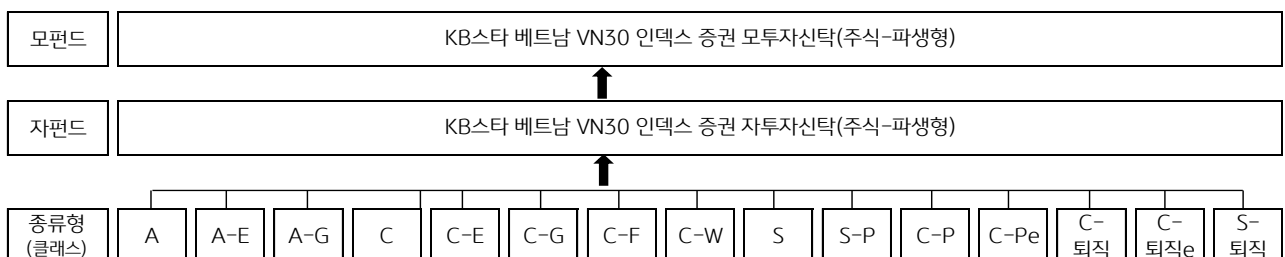 모펀드
KB스타 베트남 VN30 인덱스 증권 모투자신탁(주식-파생형)
자펀드
KB스타 베트남 VN30 인덱스 증권 자투자신탁(주식-파생형)
종류형
(클래스)
A
A-E
A-G
C
C-E
C-G
C-F
C-W
S
S-P
C-P
C-Pe
C-
퇴직
C-
퇴직e
S-
퇴직